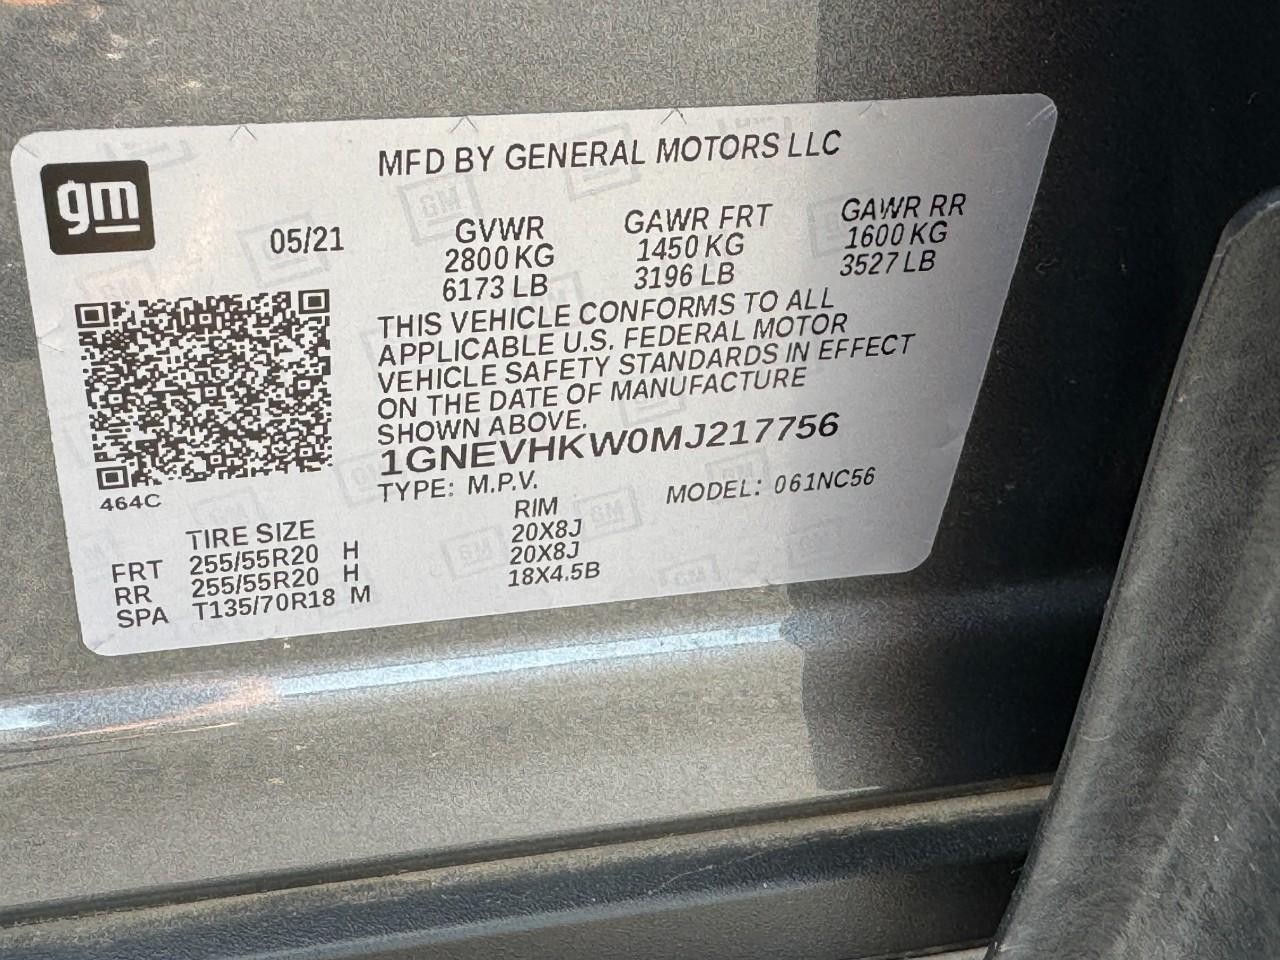 gm
MFD BY GENERAL MOTORS LLC
05/21 GVWR GAWR FRT GAWR RR
2800 KG 1450 KG 1600 KG
6173 LB 3196 LB 3527 LB
THIS VEHICLE CONFORMS TO ALL
APPLICABLE U.S. FEDERAL MOTOR
VEHICLE SAFETY STANDARDS IN EFFECT
ON THE DATE OF MANUFACTURE
SHOWN ABOVE.
1GNEVHKW0MJ217756
464C TYPE: M.P.V. MODEL: 061NC56
TIRE SIZE RIM
FRT 255/55R20 H 20X8J
RR 255/55R20 H 20X8J
SPA T135/70R18 M 18X4.5B